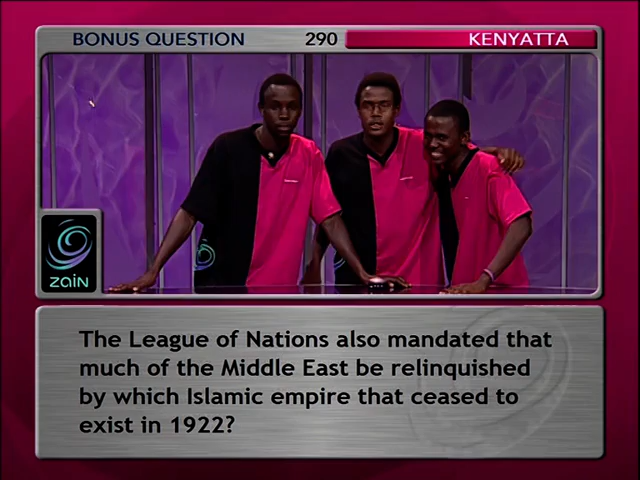 BONUS QUESTION 290 KENYATTA
zain
The League of Nations also mandated that
much of the Middle East be relinquished
by which Islamic empire that ceased to
exist in 1922?